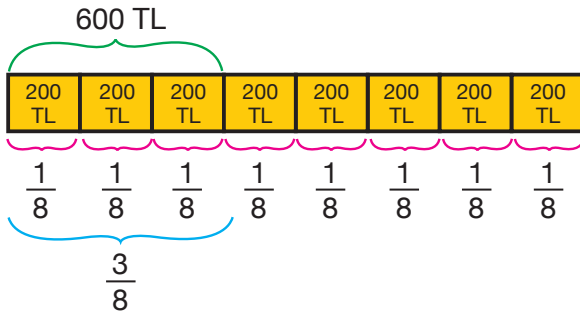 600 TL
200 TL 200 TL 200 TL 200 TL 200 TL 200 TL 200 TL 200 TL
1/8 1/8 1/8 1/8 1/8 1/8 1/8 1/8
3/8